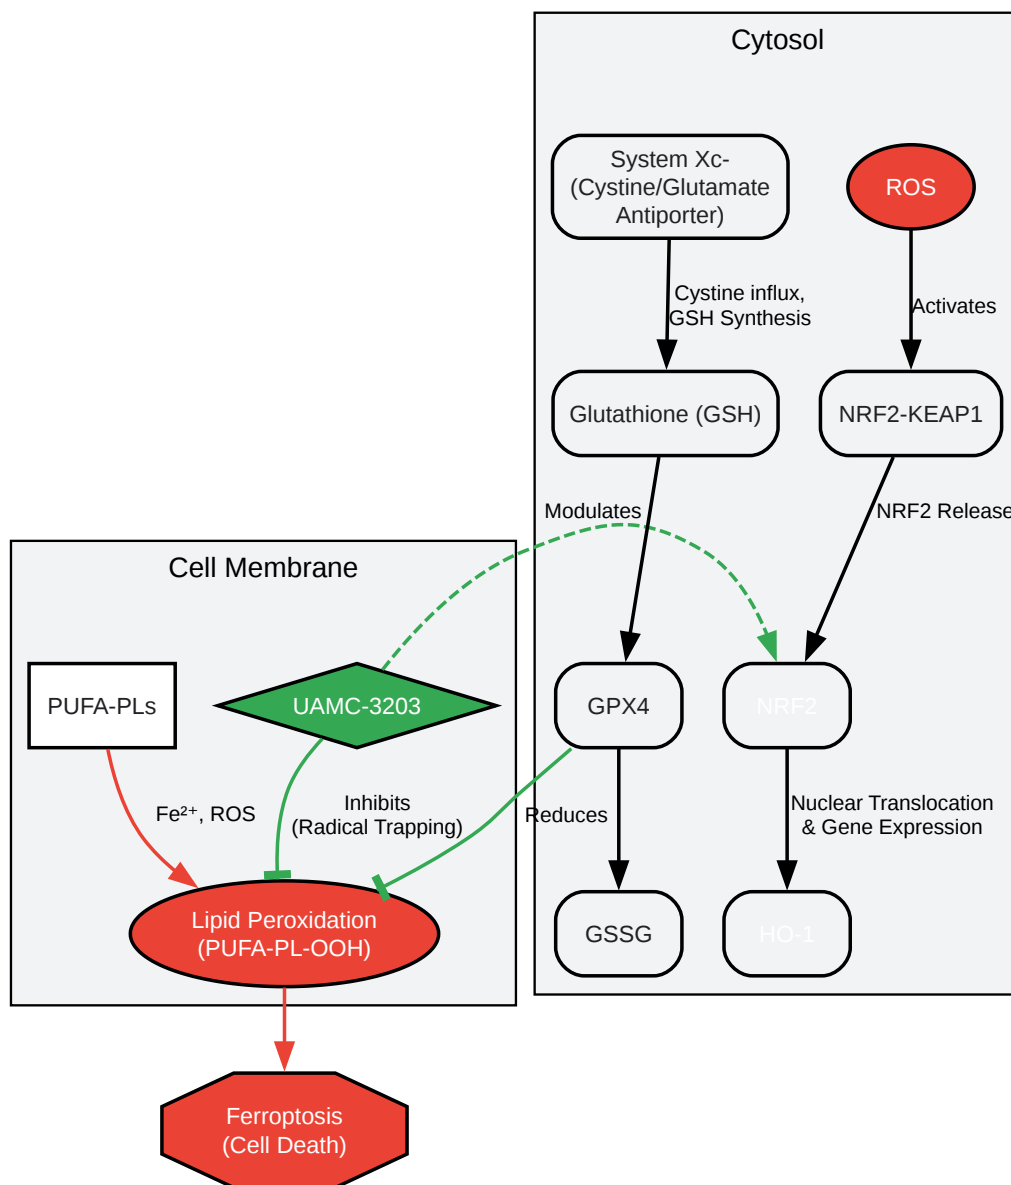 Cytosol
System Xc-
(Cystine/Glutamate
Antiporter)
ROS
Cystine influx,
GSH Synthesis
Activates
Glutathione (GSH)
NRF2-KEAP1
Modulates
NRF2 Release
Cell Membrane
PUFA-PLs
UAMC-3203
GPX4
NRF2
Fe²⁺, ROS
Inhibits
(Radical Trapping)
Reduces
Nuclear Translocation
& Gene Expression
Lipid Peroxidation
(PUFA-PL-OOH)
GSSG
HO-1
Ferroptosis
(Cell Death)